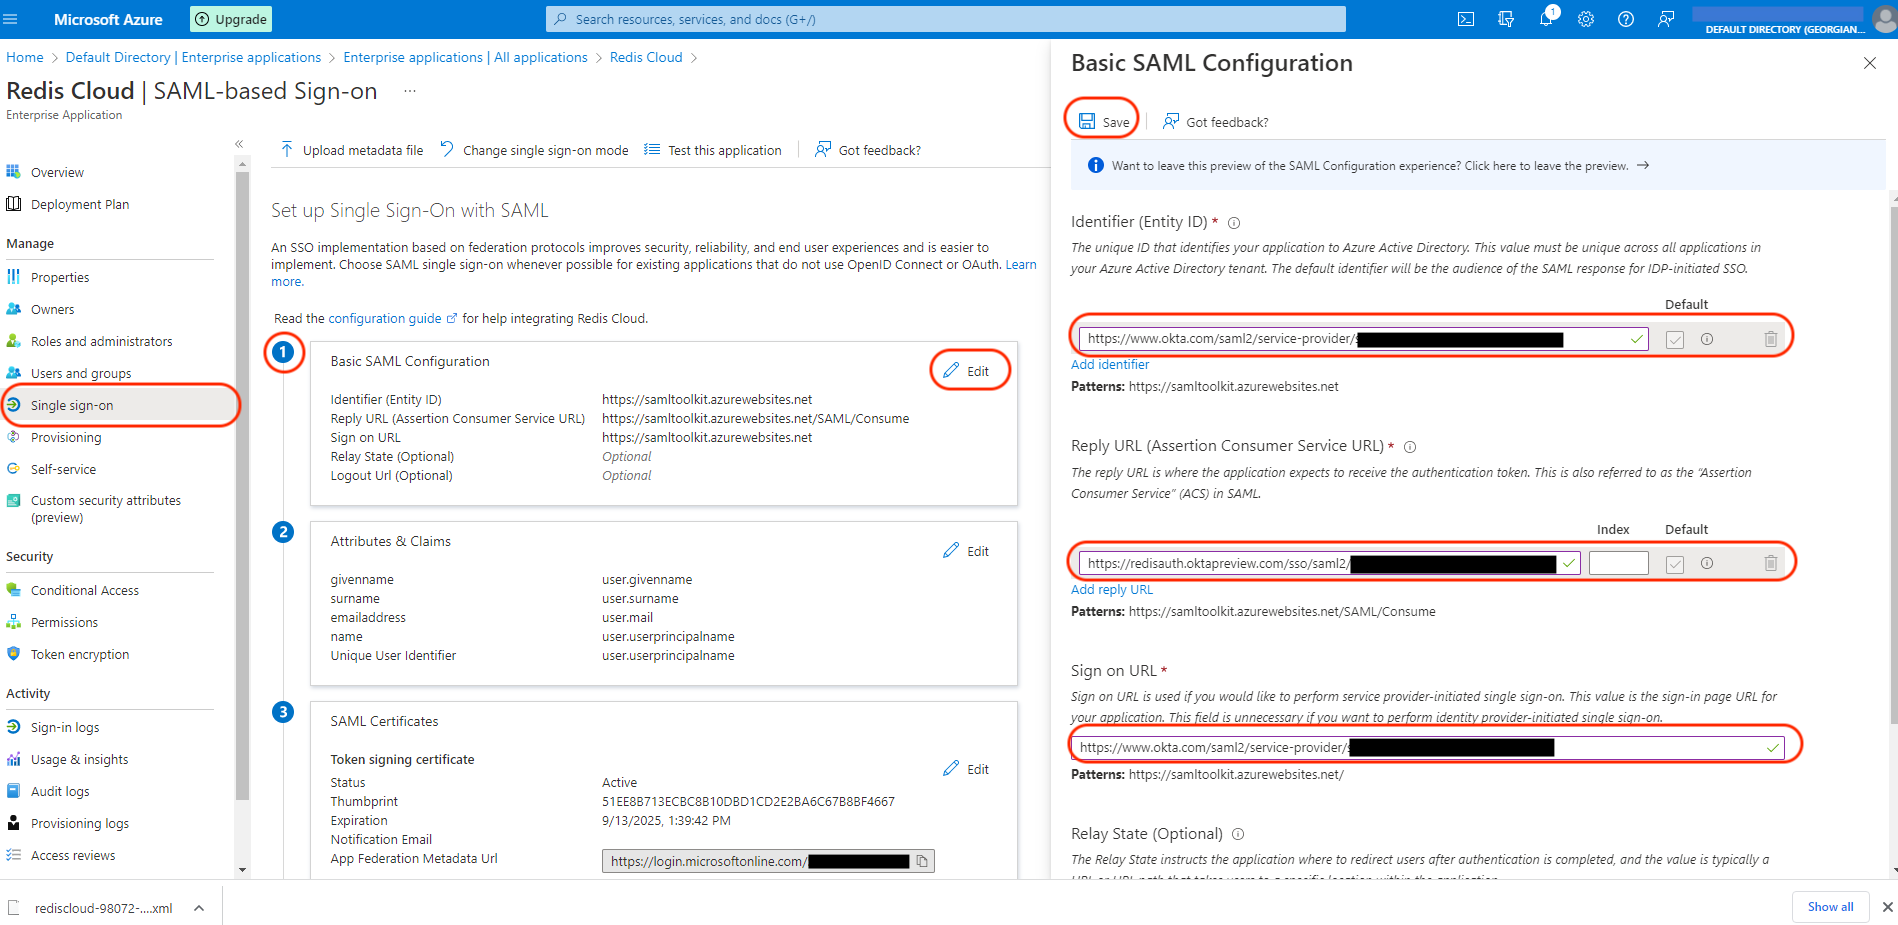 Microsoft Azure
Upgrade
Search resources, services, and docs (G+/)
1
DEFAULT DIRECTORY (GEORGIAN...
Home > Default Directory | Enterprise applications > Enterprise applications | All applications > Redis Cloud >
Redis Cloud | SAML-based Sign-on ...
Enterprise Application
«
Overview
Deployment Plan
Manage
Properties
Owners
Roles and administrators
Users and groups
Single sign-on
Provisioning
Self-service
Custom security attributes
(preview)
Security
Conditional Access
Permissions
Token encryption
Activity
Sign-in logs
Usage & insights
Audit logs
Provisioning logs
Access reviews
Upload metadata file
Change single sign-on mode
Test this application
Got feedback?
Set up Single Sign-On with SAML
An SSO implementation based on federation protocols improves security, reliability, and end user experiences and is easier to
implement. Choose SAML single sign-on whenever possible for existing applications that do not use OpenID Connect or OAuth. Learn
more.
Read the configuration guide for help integrating Redis Cloud.
1
Basic SAML Configuration
Edit
Identifier (Entity ID) https://samltoolkit.azurewebsites.net
Reply URL (Assertion Consumer Service URL) https://samltoolkit.azurewebsites.net/SAML/Consume
Sign on URL https://samltoolkit.azurewebsites.net
Relay State (Optional) Optional
Logout Url (Optional) Optional
2
Attributes & Claims
Edit
givenname user.givenname
surname user.surname
emailaddress user.mail
name user.userprincipalname
Unique User Identifier user.userprincipalname
3
SAML Certificates
Token signing certificate
Edit
Status Active
Thumbprint 51EE8B713ECBC8B10DBD1CD2E2BA6C67B8BF4667
Expiration 9/13/2025, 1:39:42 PM
Notification Email
App Federation Metadata Url https://login.microsoftonline.com/
Basic SAML Configuration
Save
Got feedback?
Want to leave this preview of the SAML Configuration experience? Click here to leave the preview. →
Identifier (Entity ID) *
The unique ID that identifies your application to Azure Active Directory. This value must be unique across all applications in
your Azure Active Directory tenant. The default identifier will be the audience of the SAML response for IDP-initiated SSO.
Default
https://www.okta.com/saml2/service-provider/s
Add identifier
Patterns: https://samltoolkit.azurewebsites.net
Reply URL (Assertion Consumer Service URL) *
The reply URL is where the application expects to receive the authentication token. This is also referred to as the "Assertion
Consumer Service" (ACS) in SAML.
Index Default
https://redisauth.oktapreview.com/sso/saml2/
Add reply URL
Patterns: https://samltoolkit.azurewebsites.net/SAML/Consume
Sign on URL *
Sign on URL is used if you would like to perform service provider-initiated single sign-on. This value is the sign-in page URL for
your application. This field is unnecessary if you want to perform identity provider-initiated single sign-on.
https://www.okta.com/saml2/service-provider/s
Patterns: https://samltoolkit.azurewebsites.net/
Relay State (Optional)
The Relay State instructs the application where to redirect users after authentication is completed, and the value is typically a
URL or URL path that takes users to a specific location within the application.
rediscloud-98072-....xml
Show all